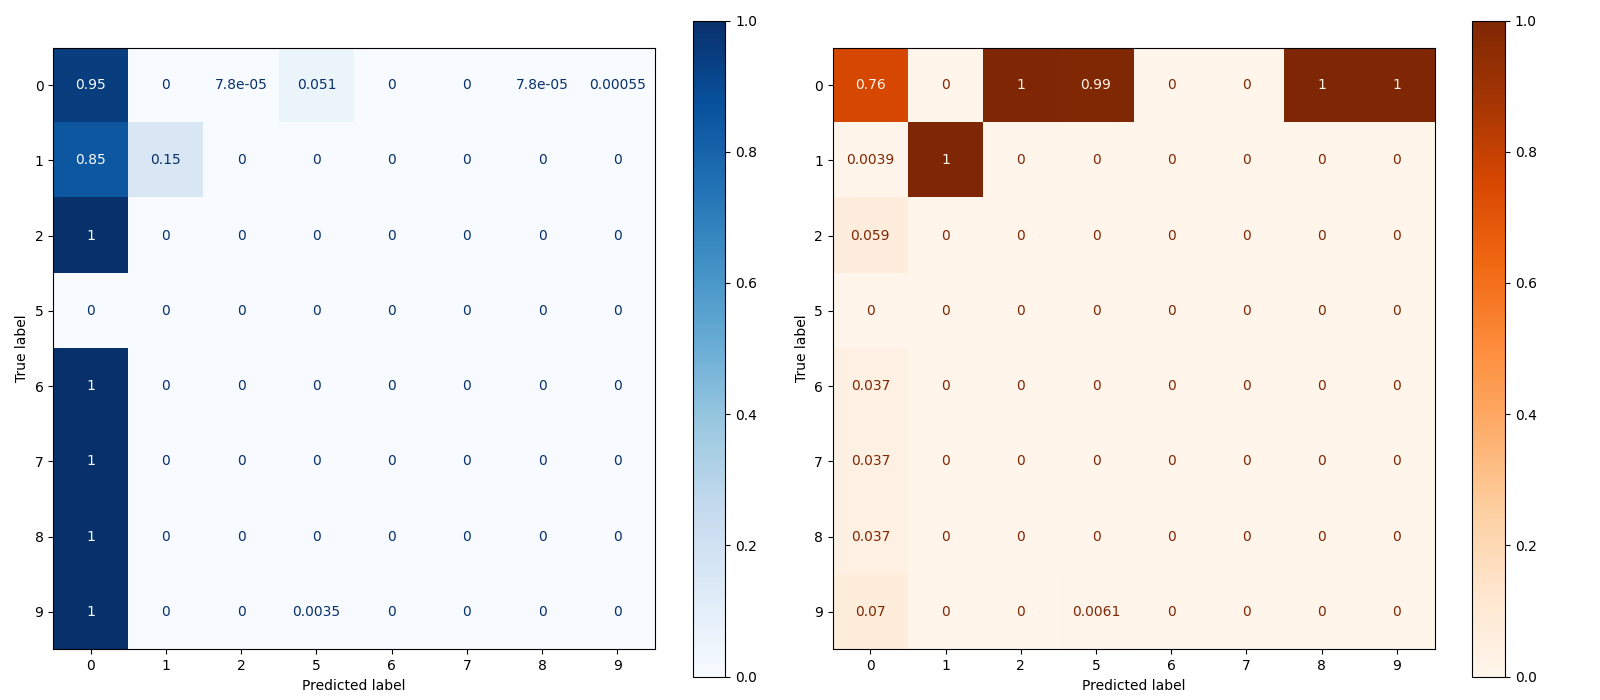 0 0.95 0 7.8e-05 0.051 0 0 7.8e-05 0.00055
1 0.85 0.15 0 0 0 0 0 0
2 1 0 0 0 0 0 0 0
5 0 0 0 0 0 0 0 0
6 1 0 0 0 0 0 0 0
7 1 0 0 0 0 0 0 0
8 1 0 0 0 0 0 0 0
9 1 0 0 0.0035 0 0 0 0
0 1 2 5 6 7 8 9
Predicted label
True label
1.0
0.8
0.6
0.4
0.2
0.0
0 0.76 0 1 0.99 0 0 1 1
1 0.0039 1 0 0 0 0 0 0
2 0.059 0 0 0 0 0 0 0
5 0 0 0 0 0 0 0 0
6 0.037 0 0 0 0 0 0 0
7 0.037 0 0 0 0 0 0 0
8 0.037 0 0 0 0 0 0 0
9 0.07 0 0 0.0061 0 0 0 0
0 1 2 5 6 7 8 9
Predicted label
True label
1.0
0.8
0.6
0.4
0.2
0.0